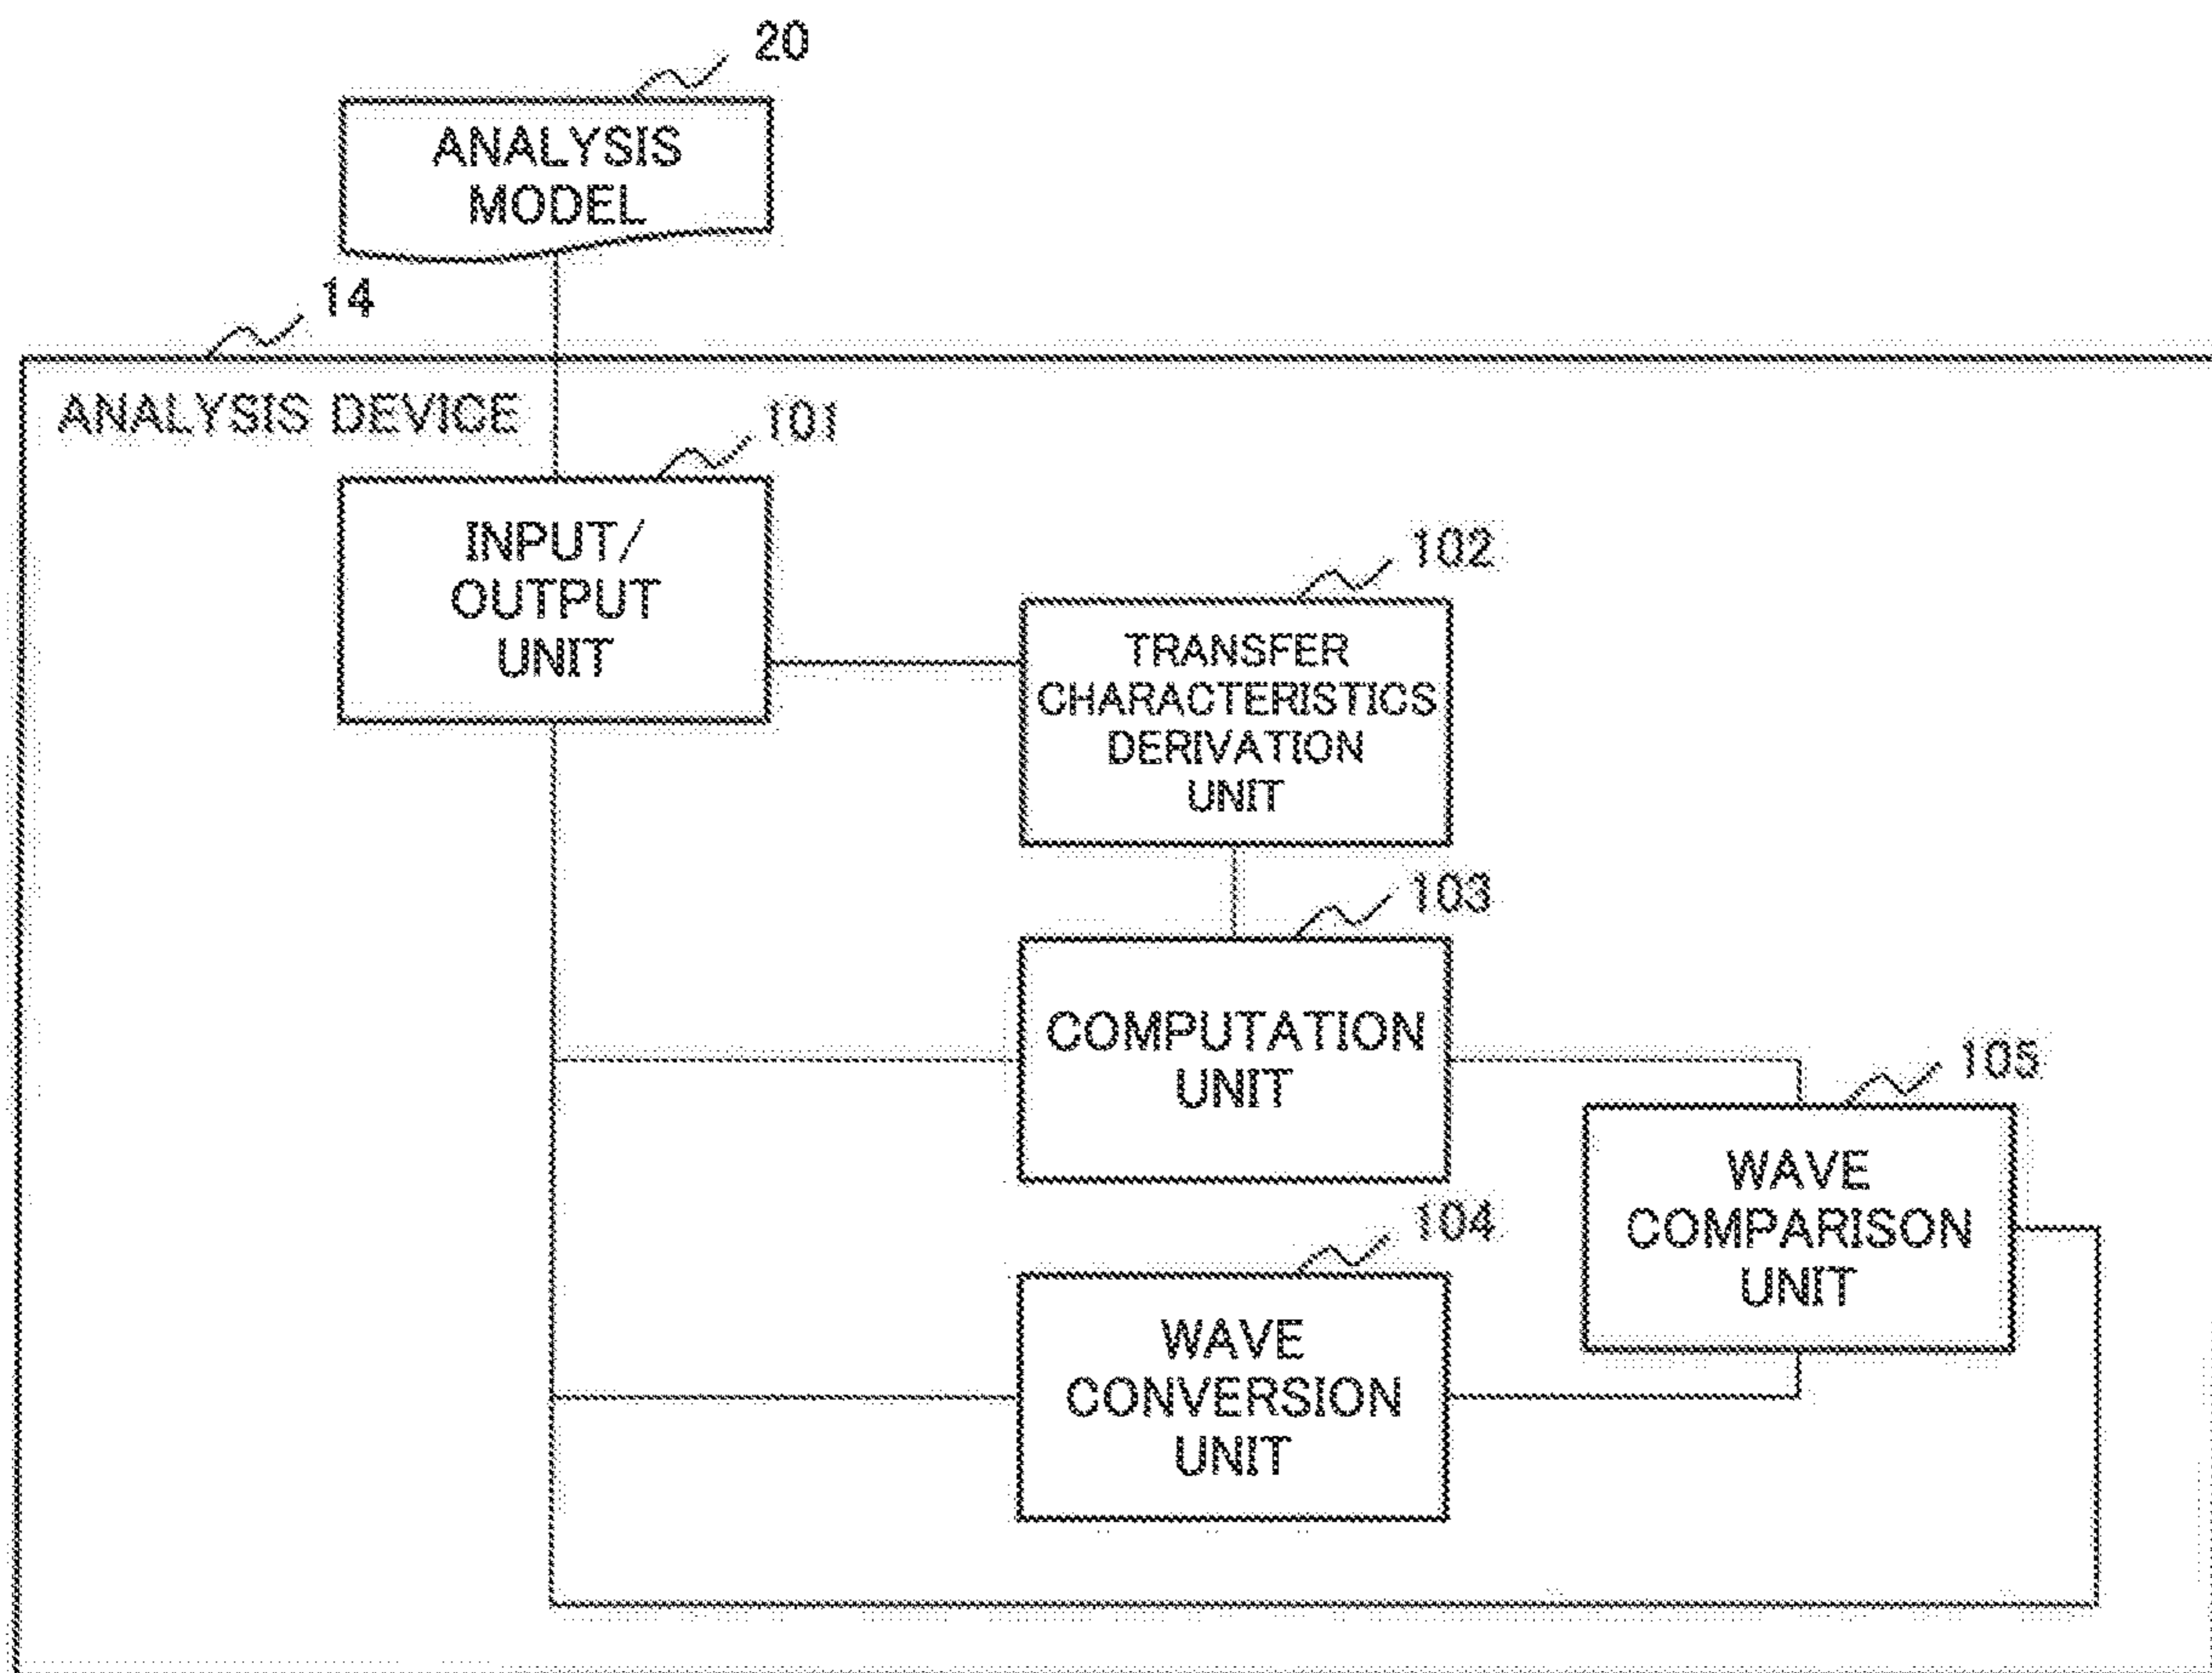 20
ANALYSIS
MODEL
14
ANALYSIS DEVICE
101
INPUT/
OUTPUT
UNIT
102
TRANSFER
CHARACTERISTICS
DERIVATION
UNIT
103
COMPUTATION
UNIT
105
WAVE
COMPARISON
UNIT
104
WAVE
CONVERSION
UNIT